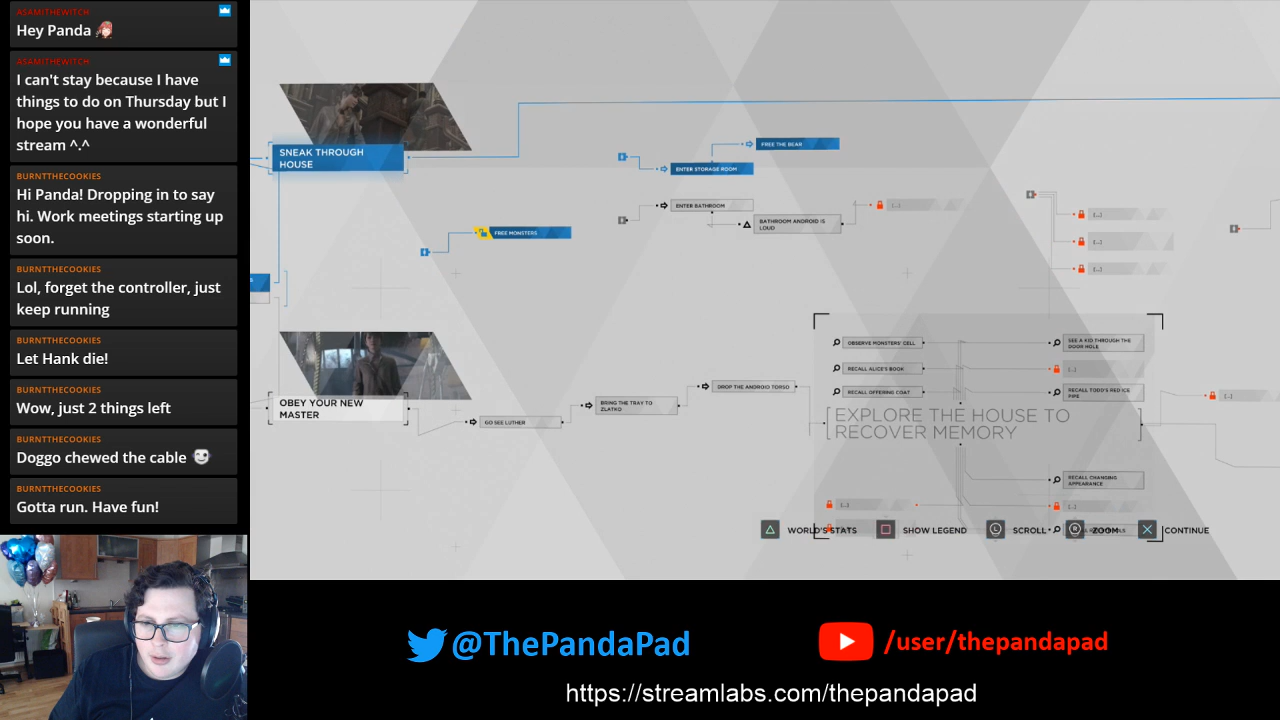 ASAMITHEWITCH
Hey Panda
ASAMITHEWITCH
I can't stay because I have
things to do on Thursday but I
hope you have a wonderful
stream ^.^
BURNTTHECOOKIES
Hi Panda! Dropping in to say
hi. Work meetings starting up
soon.
BURNTTHECOOKIES
Lol, forget the controller, just
keep running
BURNTTHECOOKIES
Let Hank die!
BURNTTHECOOKIES
Wow, just 2 things left
BURNTTHECOOKIES
Doggo chewed the cable
BURNTTHECOOKIES
Gotta run. Have fun!
SNEAK THROUGH
HOUSE
FREE THE BEAR
ENTER STORAGE ROOM
ENTER BATHROOM
BATHROOM ANDROID IS
LOUD
[...]
FREE MONSTERS
[...]
[...]
[...]
OBEY YOUR NEW
MASTER
GO SEE LUTHER
BRING THE TRAY TO
ZLATKO
DROP THE ANDROID TORSO
OBSERVE MONSTERS' CELL
RECALL ALICE'S BOOK
RECALL OFFERING COAT
SEE A KID THROUGH THE
DOOR HOLE
[...]
RECALL TODD'S RED ICE
PIPE
EXPLORE THE HOUSE TO
RECOVER MEMORY
[...]
RECALL CHANGING
APPEARANCE
[...]
[...]
WORLD'S STATS
SHOW LEGEND
L
SCROLL
R
ZOOM
CONTINUE
@ThePandaPad
/user/thepandapad
https://streamlabs.com/thepandapad